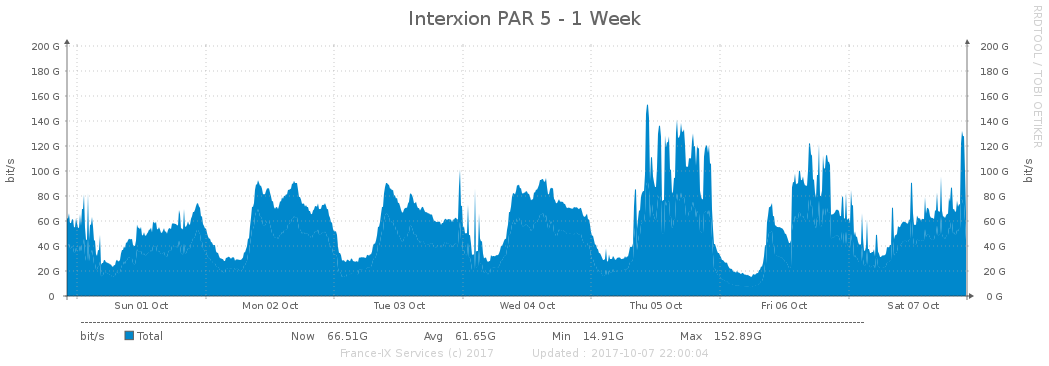 Interxion PAR 5 - 1 Week
RRDTOOL / TOBI OETIKER
bit/s
200 G
180 G
160 G
140 G
120 G
100 G
80 G
60 G
40 G
20 G
0
200 G
180 G
160 G
140 G
120 G
100 G
80 G
60 G
40 G
20 G
0 G
bit/s
Sun 01 Oct Mon 02 Oct Tue 03 Oct Wed 04 Oct Thu 05 Oct Fri 06 Oct Sat 07 Oct
bit/s Total Now 66.51G Avg 61.65G Min 14.91G Max 152.89G
France-IX Services (c) 2017 Updated : 2017-10-07 22:00:04